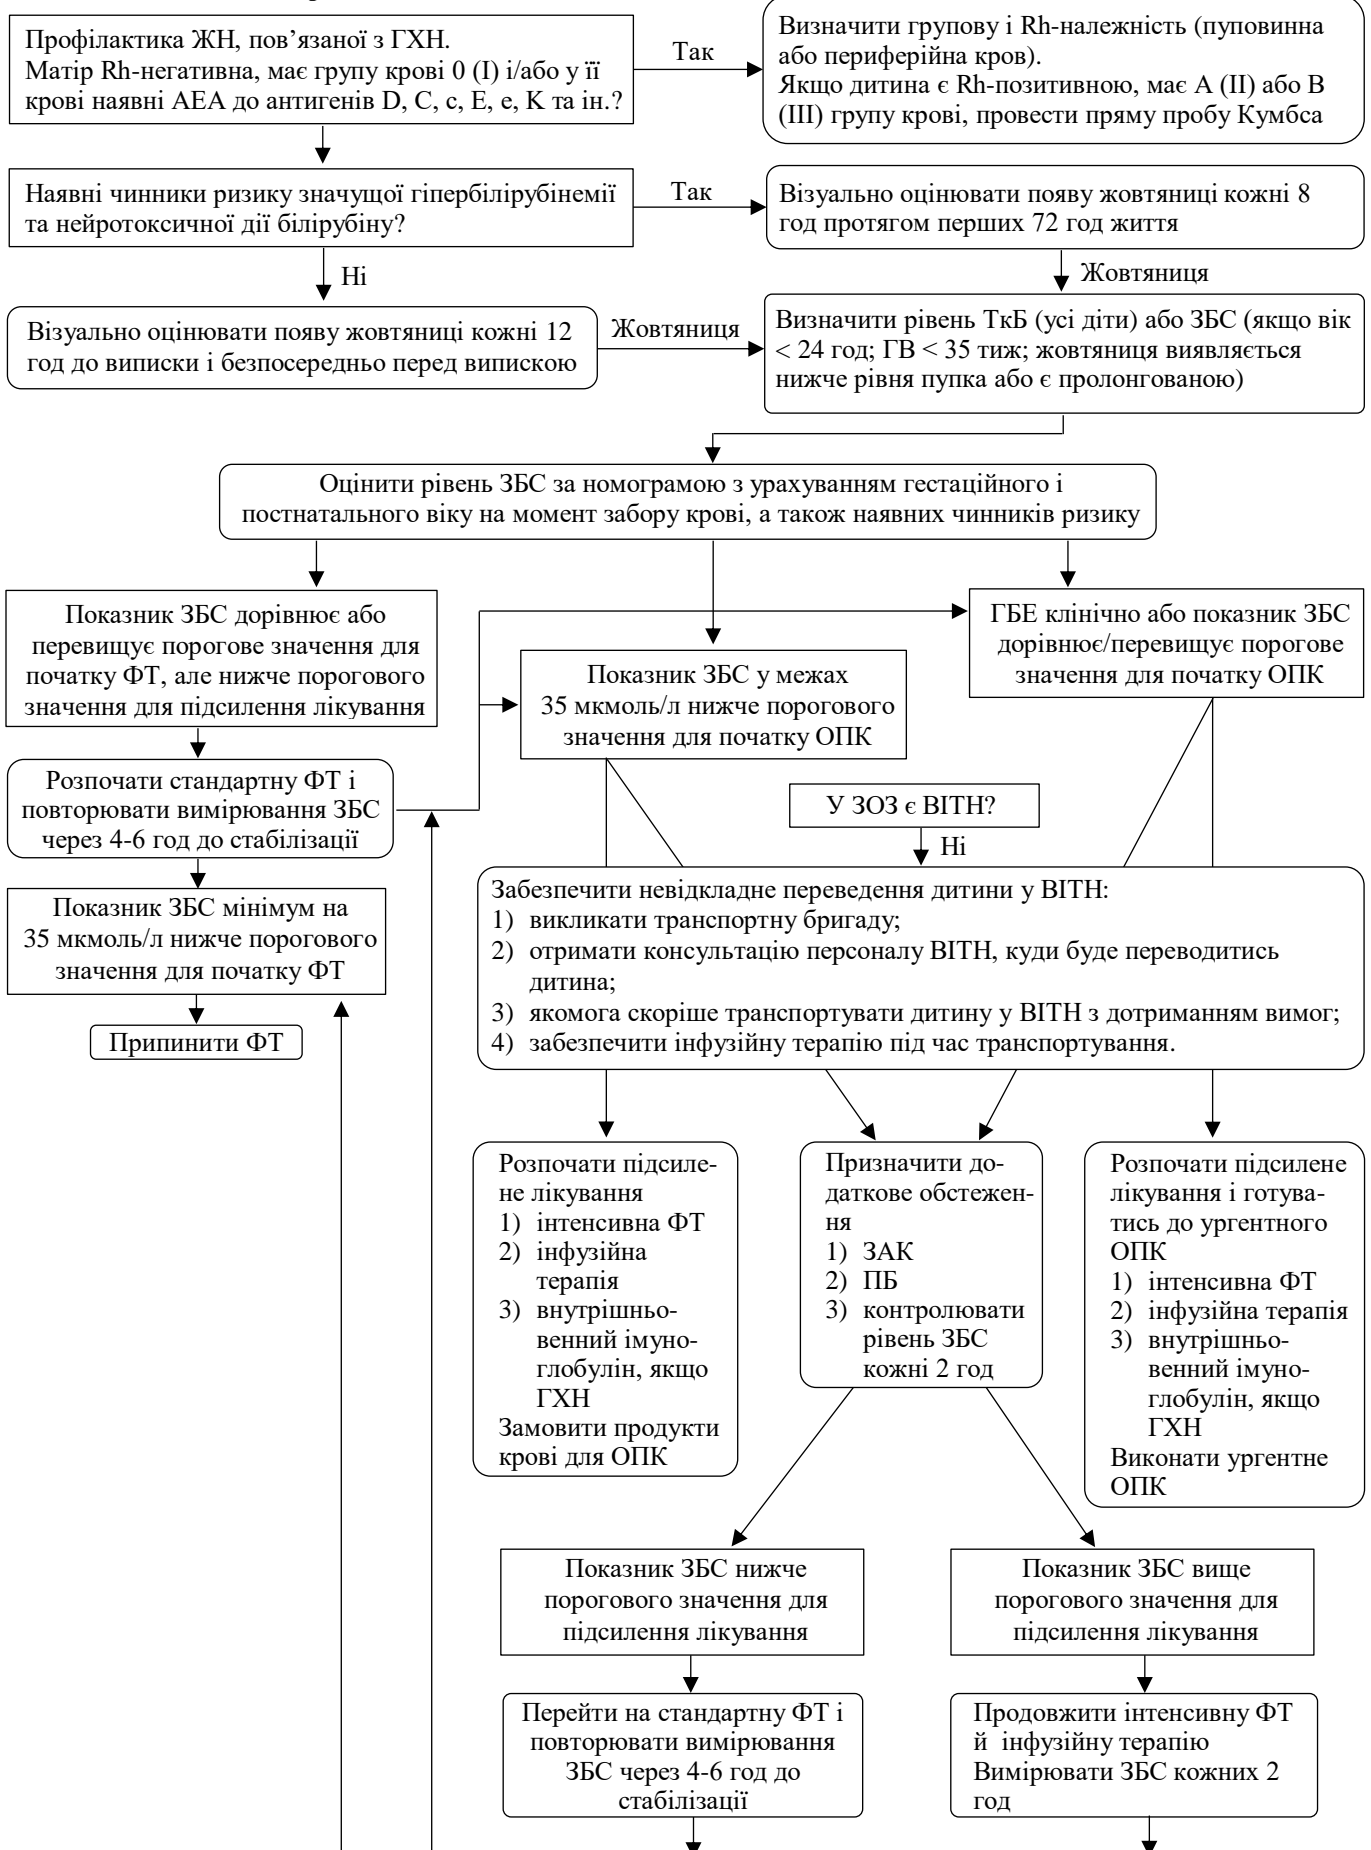 Профілактика ЖН, пов’язаної з ГХН.
Матір Rh-негативна, має групу крові 0 (I) і/або у її
крові наявні АЕА до антигенів D, C, c, E, e, K та ін.?
Так
Визначити групову і Rh-належність (пуповинна
або периферійна кров).
Якщо дитина є Rh-позитивною, має А (II) або В
(III) групу крові, провести пряму пробу Кумбса
Наявні чинники ризику значущої гіпербілірубінемії
та нейротоксичної дії білірубіну?
Так
Візуально оцінювати появу жовтяниці кожні 8
год протягом перших 72 год життя
Ні
Жовтяниця
Візуально оцінювати появу жовтяниці кожні 12
год до виписки і безпосередньо перед випискою
Жовтяниця
Визначити рівень ТкБ (усі діти) або ЗБС (якщо вік
< 24 год; ГВ < 35 тиж; жовтяниця виявляється
нижче рівня пупка або є пролонгованою)
Оцінити рівень ЗБС за номограмою з урахуванням гестаційного і
постнатального віку на момент забору крові, а також наявних чинників ризику
Показник ЗБС дорівнює або
перевищує порогове значення для
початку ФТ, але нижче порогового
значення для підсилення лікування
Показник ЗБС у межах
35 мкмоль/л нижче порогового
значення для початку ОПК
ГБЕ клінічно або показник ЗБС
дорівнює/перевищує порогове
значення для початку ОПК
Розпочати стандартну ФТ і
повторювати вимірювання ЗБС
через 4-6 год до стабілізації
У ЗОЗ є ВІТН?
Ні
Показник ЗБС мінімум на
35 мкмоль/л нижче порогового
значення для початку ФТ
Припинити ФТ
Забезпечити невідкладне переведення дитини у ВІТН:
1) викликати транспортну бригаду;
2) отримати консультацію персоналу ВІТН, куди буде переводитись
дитина;
3) якомога скоріше транспортувати дитину у ВІТН з дотриманням вимог;
4) забезпечити інфузійну терапію під час транспортування.
Розпочати підсиле-
не лікування
1) інтенсивна ФТ
2) інфузійна
терапія
3) внутрішньо-
венний імуно-
глобулін, якщо
ГХН
Замовити продукти
крові для ОПК
Призначити до-
даткове обстежен-
ня
1) ЗАК
2) ПБ
3) контролювати
рівень ЗБС
кожні 2 год
Розпочати підсилене
лікування і готува-
тись до ургентного
ОПК
1) інтенсивна ФТ
2) інфузійна терапія
3) внутрішньо-
венний імуно-
глобулін, якщо
ГХН
Виконати ургентне
ОПК
Показник ЗБС нижче
порогового значення для
підсилення лікування
Показник ЗБС вище
порогового значення для
підсилення лікування
Перейти на стандартну ФТ і
повторювати вимірювання
ЗБС через 4-6 год до
стабілізації
Продовжити інтенсивну ФТ
й інфузійну терапію
Вимірювати ЗБС кожних 2
год